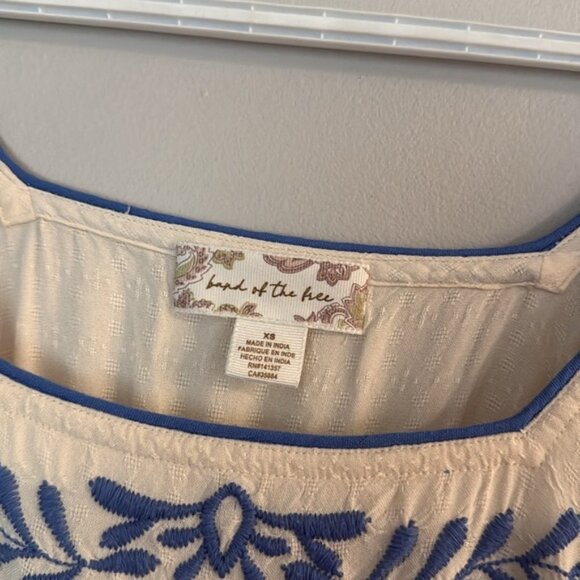 band of the free
XS
MADE IN INDIA
FABRIQUE EN INDE
HECHO EN INDIA
RN#141357
CA#35884